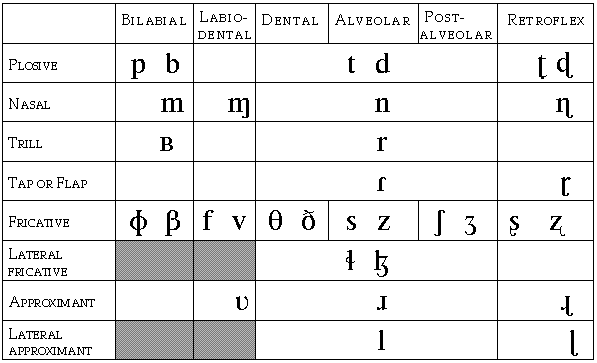 BILABIAL LABIO-DENTAL DENTAL ALVEOLAR POST-ALVEOLAR RETROFLEX
PLOSIVE p b t d ʈ ɖ
NASAL m ɱ n ɳ
TRILL ʙ r
TAP OR FLAP ɾ ɽ
FRICATIVE ɸ β f v θ ð s z ʃ ʒ ʂ ʐ
LATERAL
FRICATIVE ɬ ɮ
APPROXIMANT ʋ ɹ ɻ
LATERAL
APPROXIMANT l ɭ